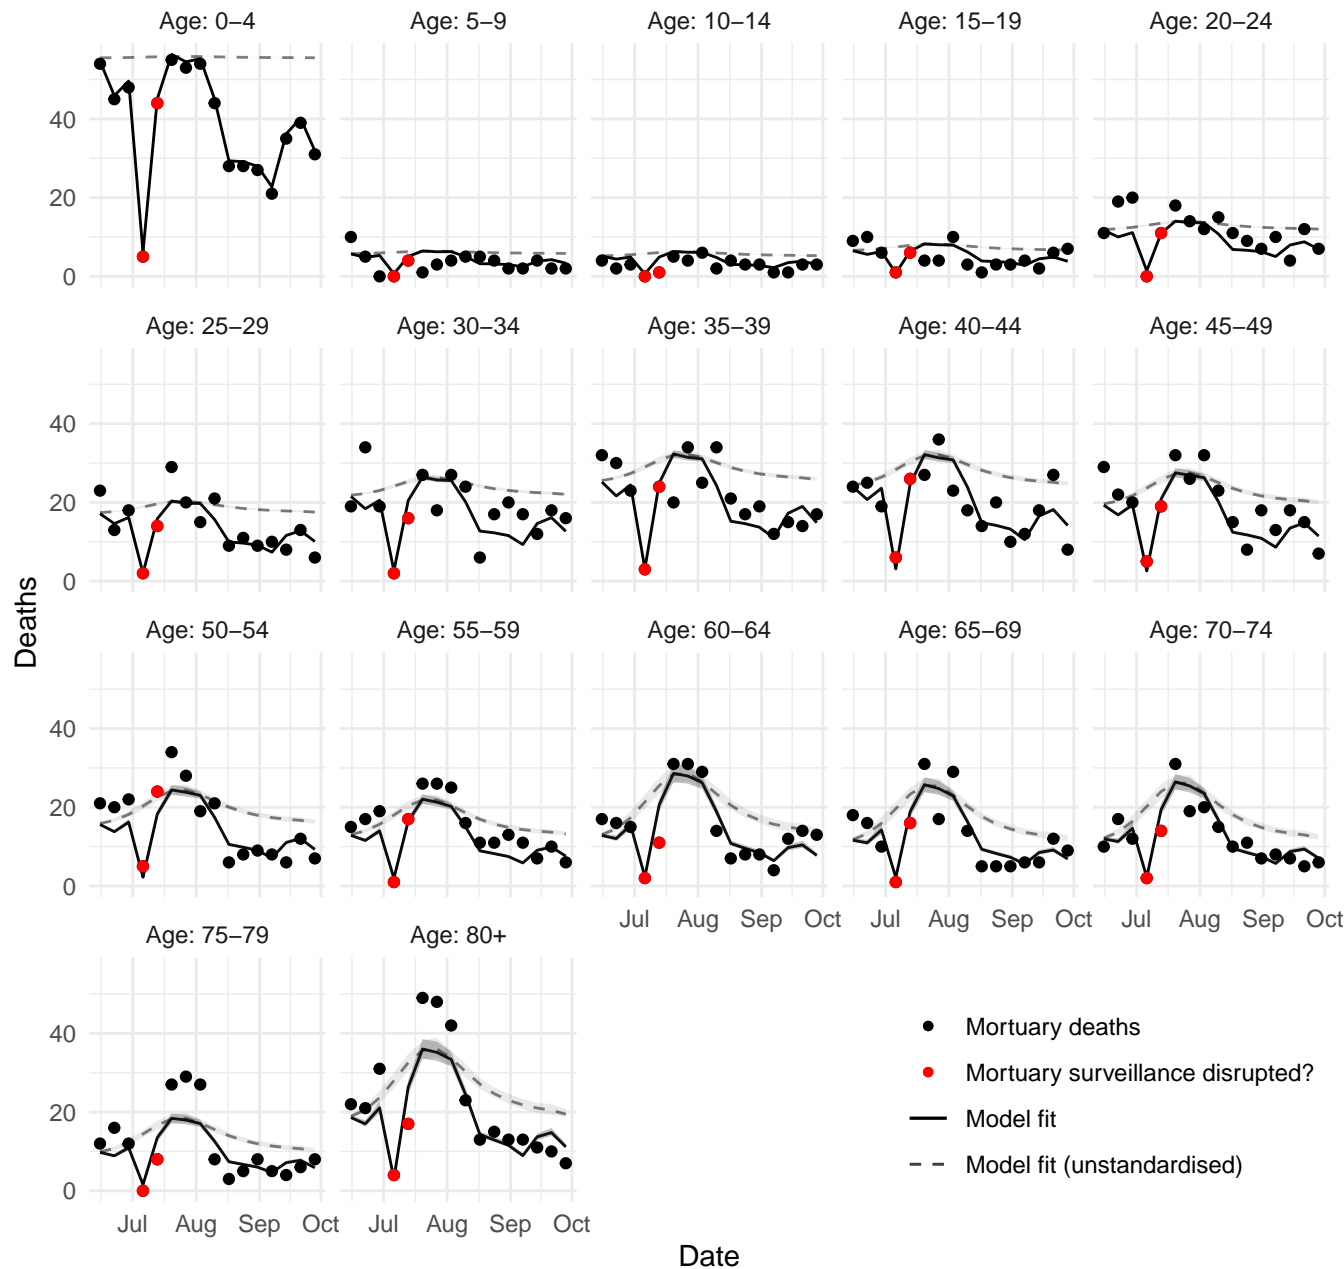 Age: 0–4 Age: 5–9 Age: 10–14 Age: 15–19 Age: 20–24
40
20
0
Age: 25–29 Age: 30–34 Age: 35–39 Age: 40–44 Age: 45–49
40
20
0
Deaths
Age: 50–54 Age: 55–59 Age: 60–64 Age: 65–69 Age: 70–74
40
20
0
Jul Aug Sep Oct Jul Aug Sep Oct Jul Aug Sep Oct
Age: 75–79 Age: 80+
40
20
0
Jul Aug Sep Oct Jul Aug Sep Oct
Mortuary deaths
Mortuary surveillance disrupted?
Model fit
Model fit (unstandardised)
Date